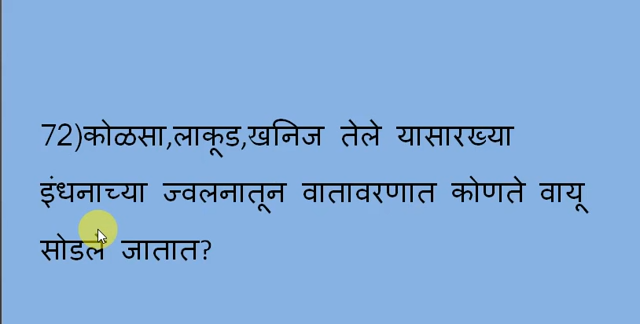 72)कोळसा,लाकूड,खनिज तेले यासारख्या
इंधनाच्या ज्वलनातून वातावरणात कोणते वायू
सोडले जातात?